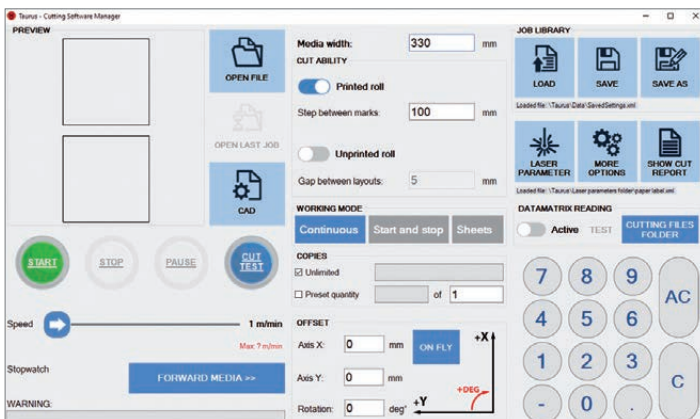 Taurus - Cutting Software Manager
PREVIEW
OPEN FILE
OPEN LAST JOB
CAD
START
STOP
PAUSE
CUT TEST
Speed
1 m/min
Max: ? m/min
Stopwatch
FORWARD MEDIA >>
WARNING:
Media width: 330 mm
CUT ABILITY
Printed roll
Step between marks: 100 mm
Unprinted roll
Gap between layouts: 5 mm
WORKING MODE
Continuous Start and stop Sheets
COPIES
Unlimited
Preset quantity of 1
OFFSET
Axis X: 0 mm
ON FLY
Axis Y: 0 mm
Rotation: 0 deg°
+X
+DEG
+Y
JOB LIBRARY
LOAD SAVE SAVE AS
Loaded file: \Taurus\Data\SavedSettings.xml
LASER PARAMETER
MORE OPTIONS
SHOW CUT REPORT
Loaded file: \Taurus\Laser parameters folder\paper label.xml
DATAMATRIX READING
Active TEST
CUTTING FILES FOLDER
7 8 9 AC
4 5 6
1 2 3 C
- 0 .